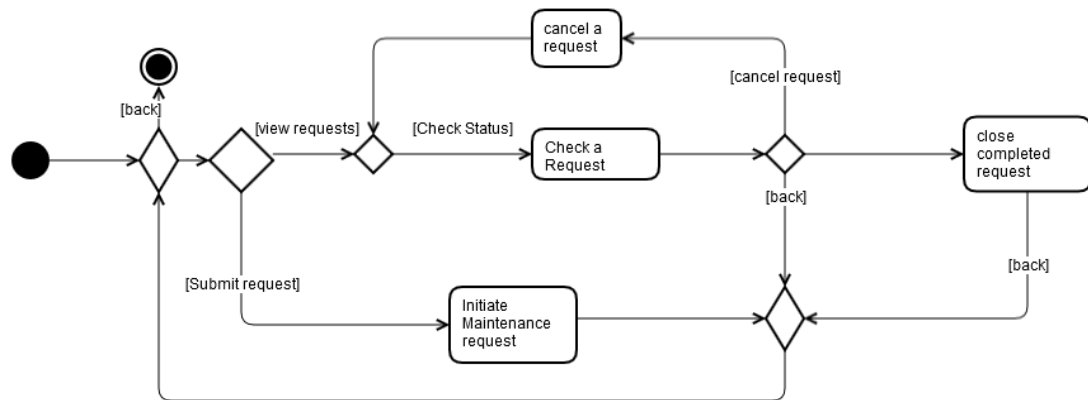 cancel a
request
[cancel request]
[back]
[view requests]
[Check Status]
Check a
Request
close
completed
request
[back]
[back]
[Submit request]
Initiate
Maintenance
request